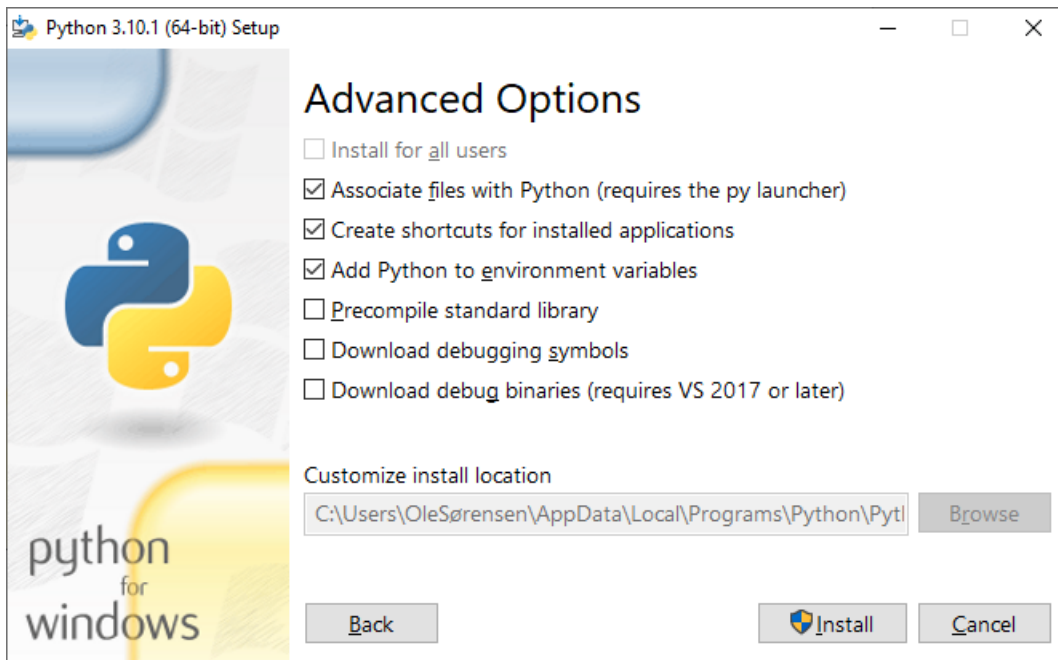 Python 3.10.1 (64-bit) Setup
Advanced Options
Install for all users
Associate files with Python (requires the py launcher)
Create shortcuts for installed applications
Add Python to environment variables
Precompile standard library
Download debugging symbols
Download debug binaries (requires VS 2017 or later)
Customize install location
C:\Users\OleSørensen\AppData\Local\Programs\Python\Pytl
Browse
python
for
windows
Back
Install
Cancel